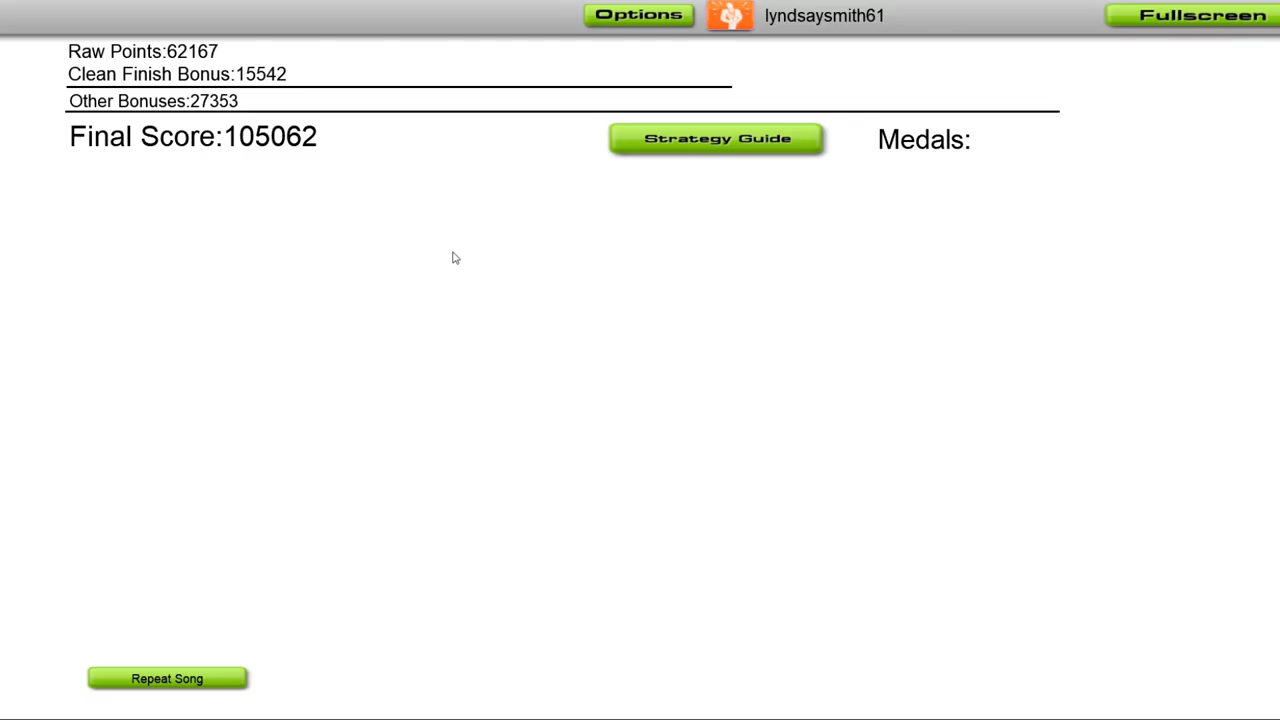 Options
lyndsaysmith61
Fullscreen
Raw Points:62167
Clean Finish Bonus:15542
Other Bonuses:27353
Final Score:105062
Strategy Guide
Medals:
Repeat Song